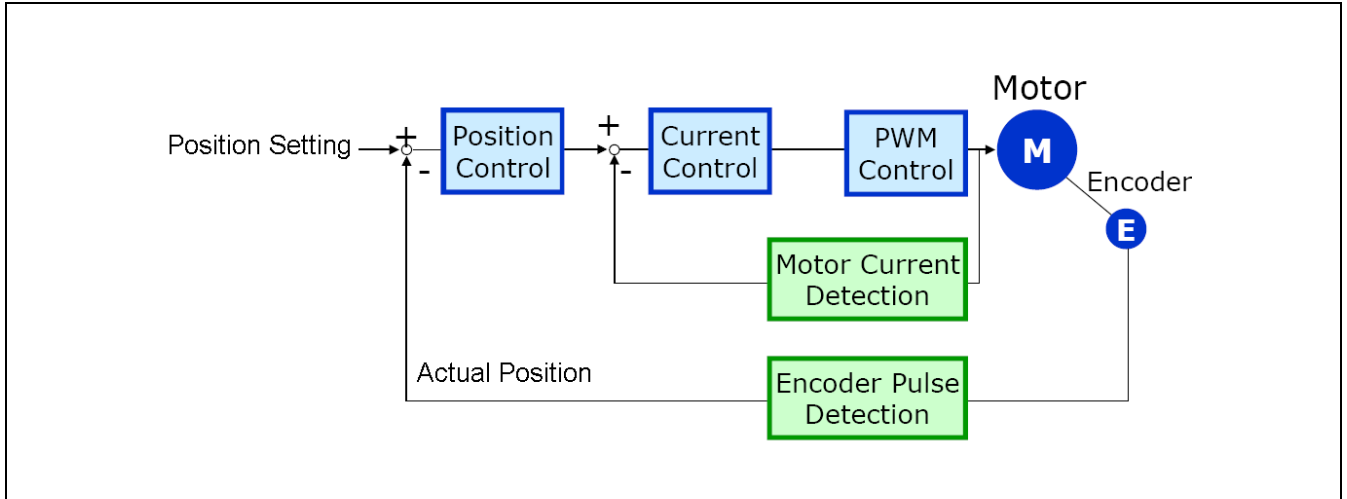 Motor
Position Setting
+
-
Position
Control
+
-
Current
Control
PWM
Control
M
Encoder
E
Motor Current
Detection
Actual Position
Encoder Pulse
Detection